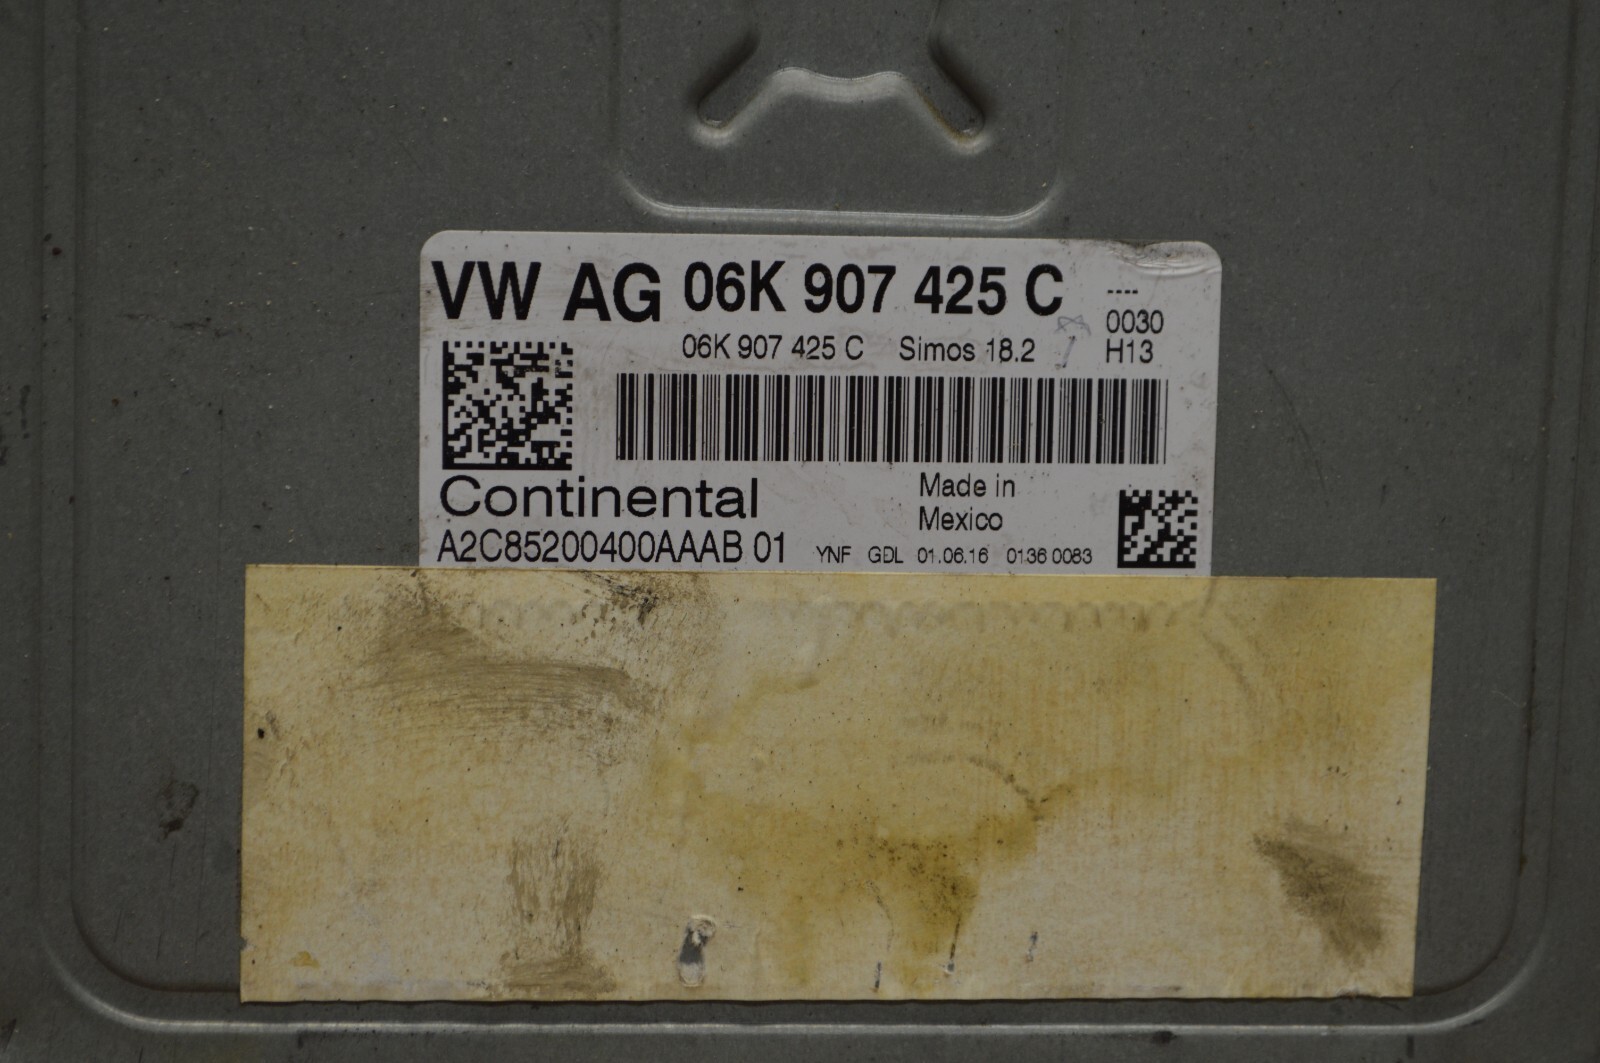 VW AG 06K 907 425 C ----
06K 907 425 C Simos 18.2 0030
H13
Continental Made in
Mexico
A2C85200400AAAB 01 YNF GDL 01.06.16 0136 0083